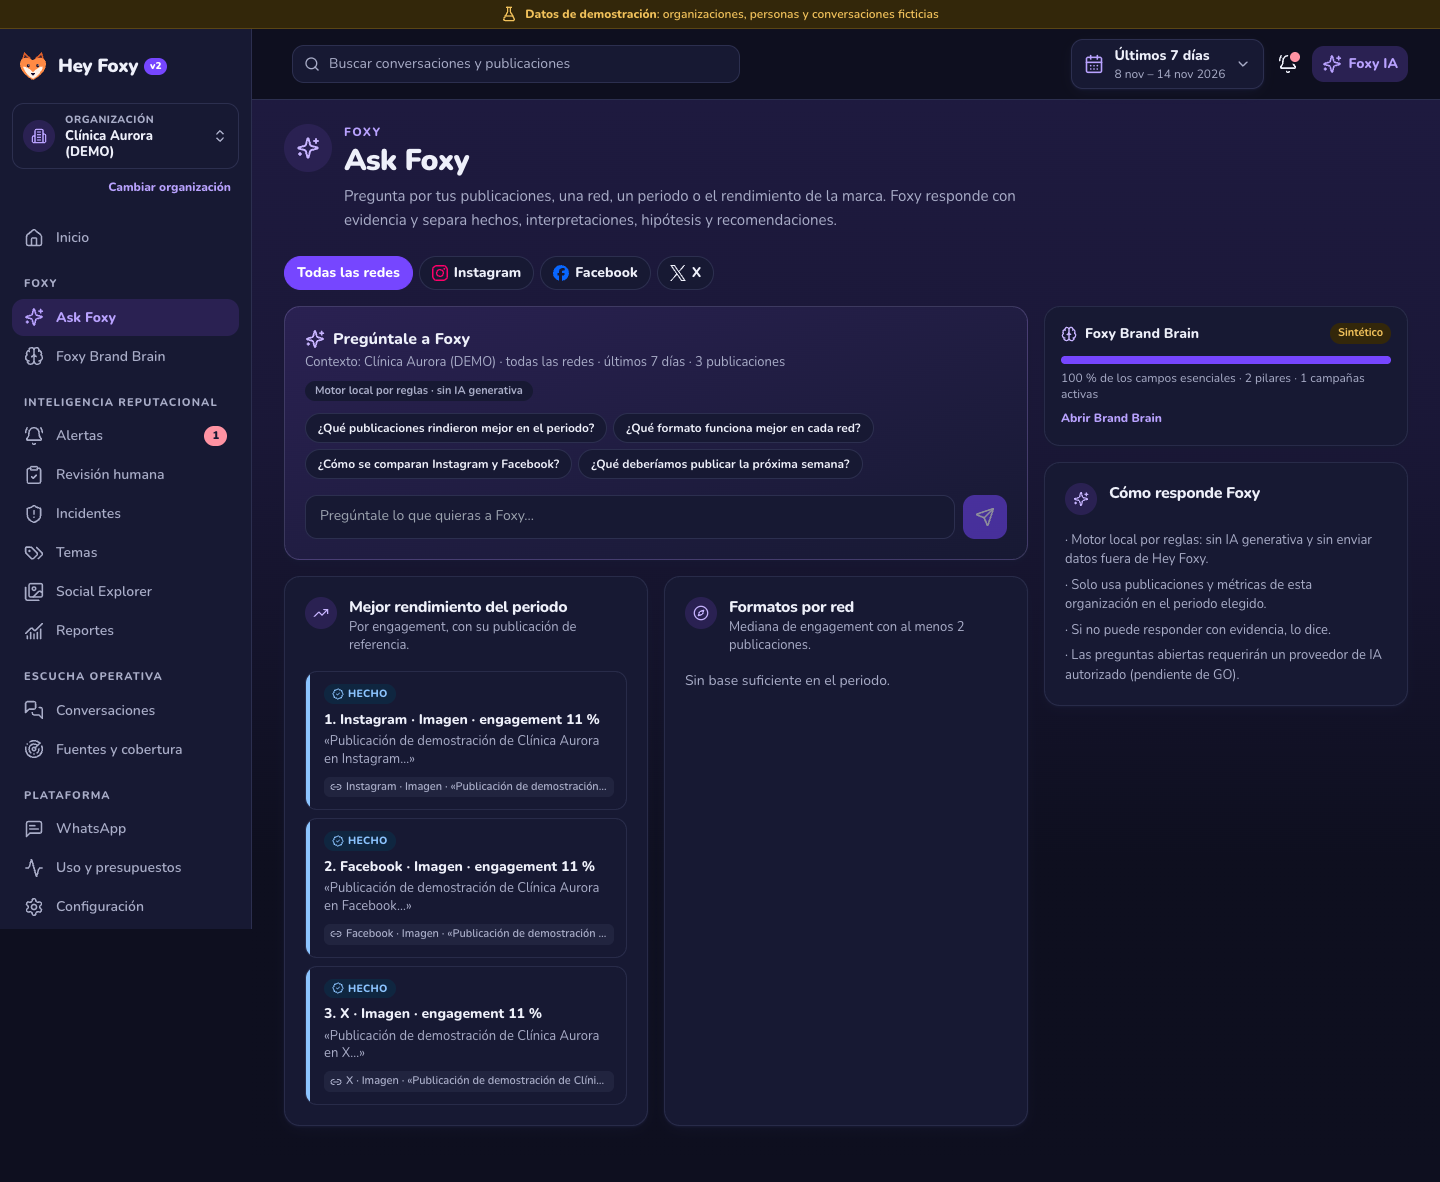 Datos de demostración: organizaciones, personas y conversaciones ficticias
Hey Foxy v2
Buscar conversaciones y publicaciones
Últimos 7 días
8 nov – 14 nov 2026
Foxy IA
ORGANIZACIÓN
Clínica Aurora
(DEMO)
Cambiar organización
Inicio
FOXY
Ask Foxy
Foxy Brand Brain
INTELIGENCIA REPUTACIONAL
Alertas 1
Revisión humana
Incidentes
Temas
Social Explorer
Reportes
ESCUCHA OPERATIVA
Conversaciones
Fuentes y cobertura
PLATAFORMA
WhatsApp
Uso y presupuestos
Configuración
FOXY
Ask Foxy
Pregunta por tus publicaciones, una red, un periodo o el rendimiento de la marca. Foxy responde con
evidencia y separa hechos, interpretaciones, hipótesis y recomendaciones.
Todas las redes
Instagram
Facebook
X
Pregúntale a Foxy
Contexto: Clínica Aurora (DEMO) · todas las redes · últimos 7 días · 3 publicaciones
Motor local por reglas · sin IA generativa
¿Qué publicaciones rindieron mejor en el periodo?
¿Qué formato funciona mejor en cada red?
¿Cómo se comparan Instagram y Facebook?
¿Qué deberíamos publicar la próxima semana?
Pregúntale lo que quieras a Foxy...
Mejor rendimiento del periodo
Por engagement, con su publicación de
referencia.
HECHO
1. Instagram · Imagen · engagement 11 %
«Publicación de demostración de Clínica Aurora
en Instagram...»
Instagram · Imagen · «Publicación de demostración...
HECHO
2. Facebook · Imagen · engagement 11 %
«Publicación de demostración de Clínica Aurora
en Facebook...»
Facebook · Imagen · «Publicación de demostración ...
HECHO
3. X · Imagen · engagement 11 %
«Publicación de demostración de Clínica Aurora
en X...»
X · Imagen · «Publicación de demostración de Clíni...
Formatos por red
Mediana de engagement con al menos 2
publicaciones.
Sin base suficiente en el periodo.
Foxy Brand Brain
Sintético
100 % de los campos esenciales · 2 pilares · 1 campañas
activas
Abrir Brand Brain
Cómo responde Foxy
· Motor local por reglas: sin IA generativa y sin enviar
datos fuera de Hey Foxy.
· Solo usa publicaciones y métricas de esta
organización en el periodo elegido.
· Si no puede responder con evidencia, lo dice.
· Las preguntas abiertas requerirán un proveedor de IA
autorizado (pendiente de GO).